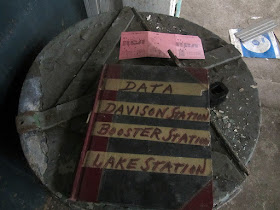 DATA
DAVISON STATION
BOOSTER STATION
LAKE STATION